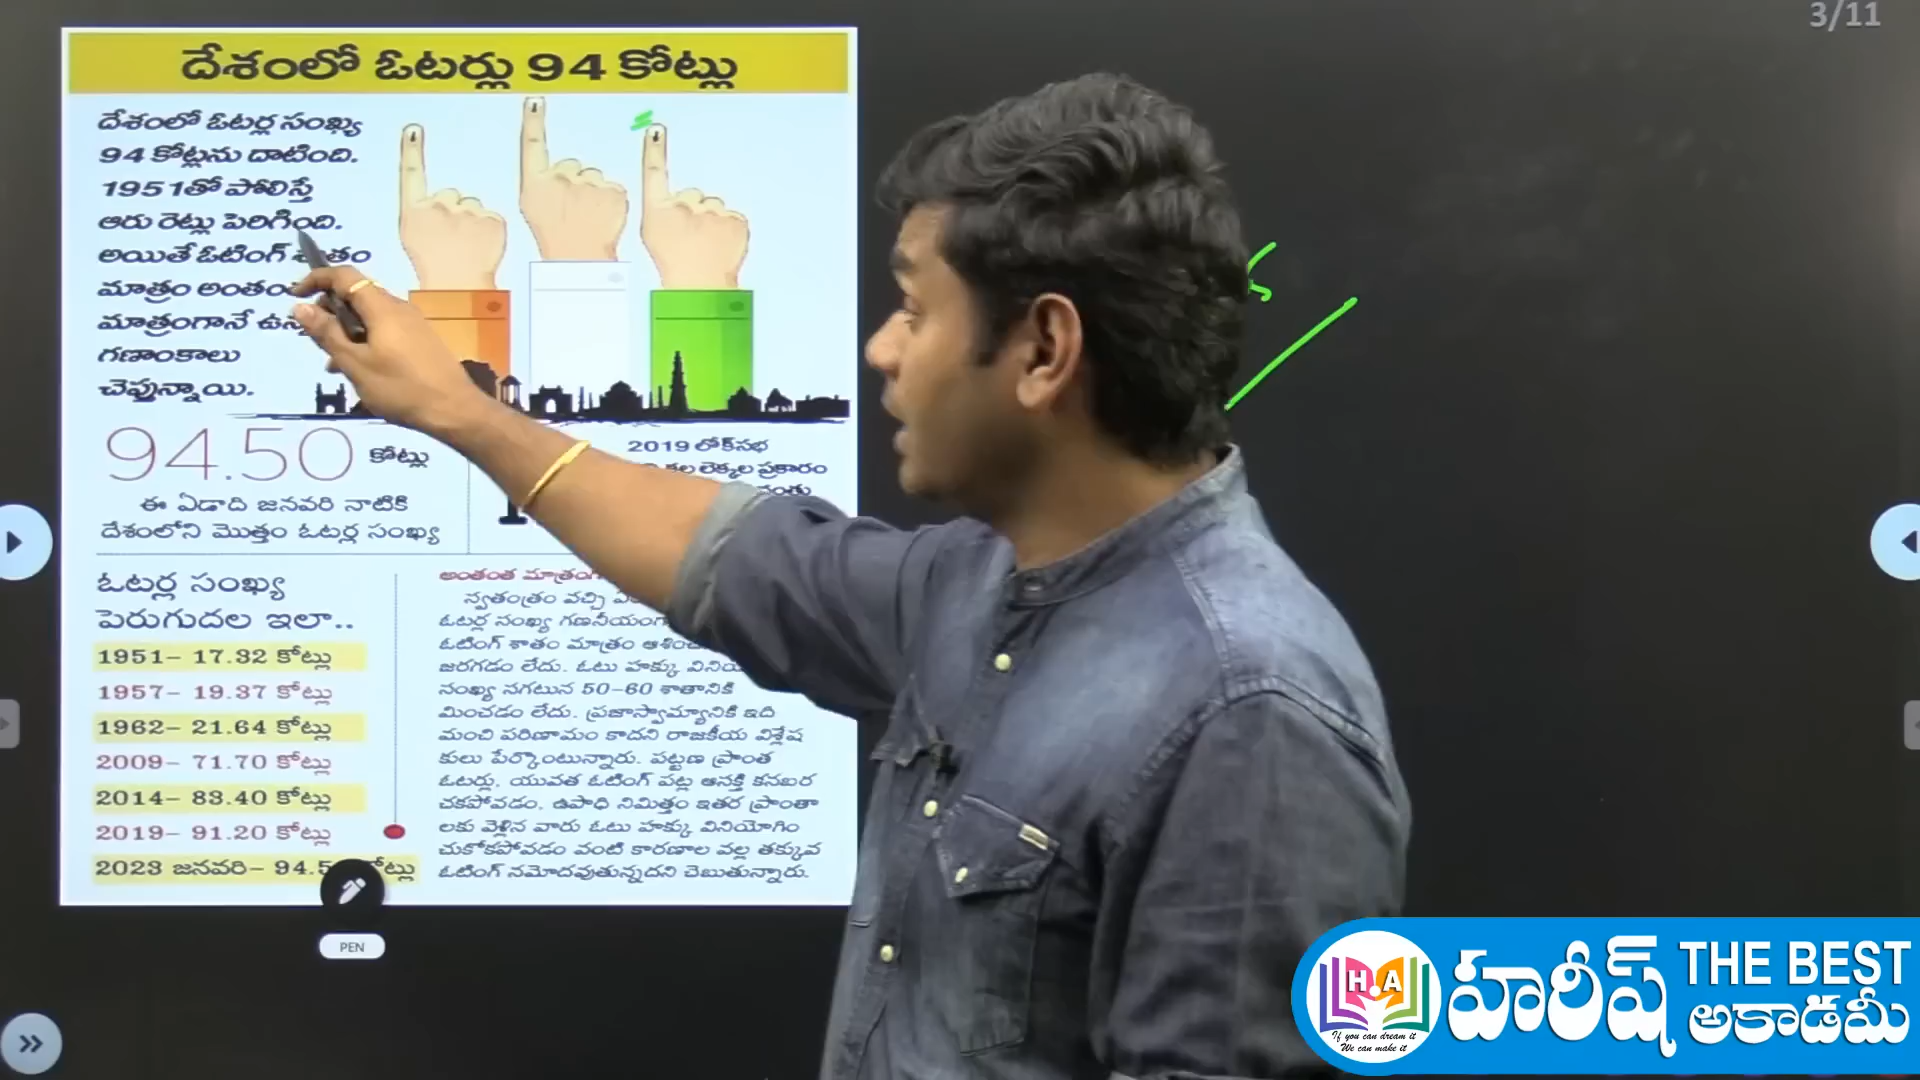 3/11
దేశంలో ఓటర్లు 94 కోట్లు
దేశంలో ఓటర్ల సంఖ్య
94 కోట్లను దాటింది.
1951తో పోలిస్తే
ఆరు రెట్లు పెరిగింది.
అయితే ఓటింగ్ శాతం
మాత్రం
మాత్రంగానే
గణాంకాలు
చెప్తున్నాయి.
94.50 కోట్లు
ఈ ఏడాది జనవరి నాటికి
దేశంలోని మొత్తం ఓటర్ల సంఖ్య
2019 లోక్‌సభ
లెక్కల ప్రకారం
ఓటర్ల సంఖ్య
పెరుగుదల ఇలా..
1951– 17.32 కోట్లు
1957– 19.37 కోట్లు
1962– 21.64 కోట్లు
2009– 71.70 కోట్లు
2014– 83.40 కోట్లు
2019– 91.20 కోట్లు
2023 జనవరి– 94.5 కోట్లు
అంతంత
వచ్చి
ఓటర్ల సంఖ్య
ఓటింగ్ శాతం మాత్రం
జరగడం లేదు. ఓటు హక్కు
సంఖ్య సగటున 50–60 శాతానికి
మించడం లేదు. ప్రజాస్వామ్యానికి ఇది
మంచి పరిణామం కాదని రాజకీయ విశ్లేష
కులు పేర్కొంటున్నారు. పట్టణ ప్రాంత
ఓటర్లు, యువత ఓటింగ్ పట్ల ఆసక్తి కనబర
చకపోవడం, ఉపాధి నిమిత్తం ఇతర ప్రాంతా
లకు వెళ్లిన వారు ఓటు హక్కు వినియోగిం
చుకోకపోవడం వంటి కారణాల వల్ల తక్కువ
ఓటింగ్ నమోదవుతున్నదని చెబుతున్నారు.
PEN
H.A
If you can dream it
We can make it
హరీష్
THE BEST
అకాడమీ